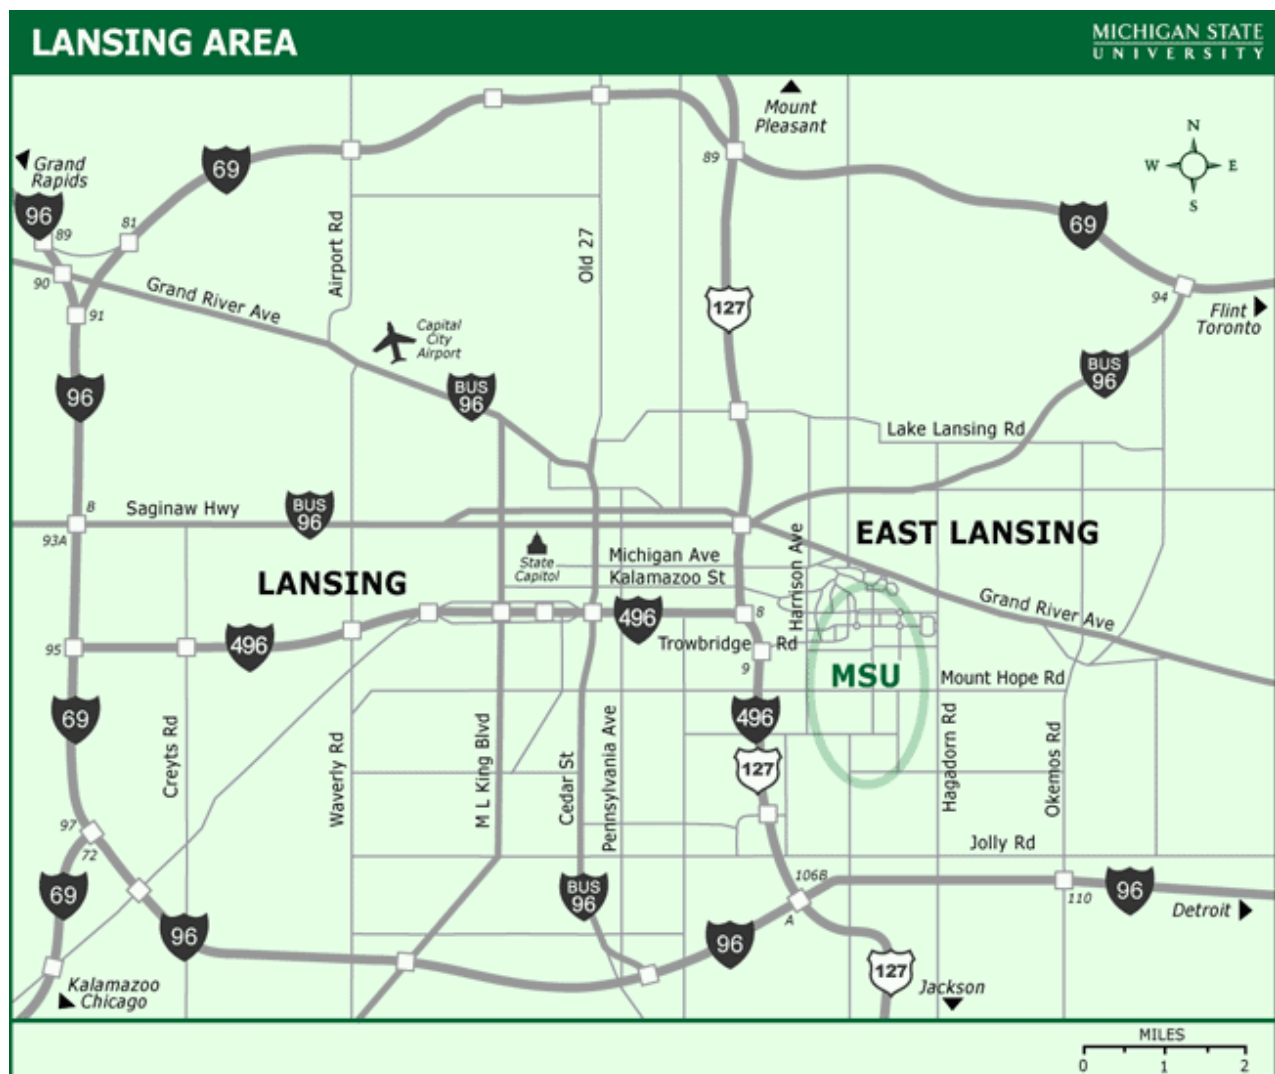 LANSING AREA
MICHIGAN STATE
UNIVERSITY
Mount
Pleasant
N
W
E
S
Grand
Rapids
96
89
81
69
89
90
91
Grand River Ave
Airport Rd
Old 27
127
69
94
Flint
Toronto
Capital
City
Airport
BUS
96
96
BUS
96
Lake Lansing Rd
8
Saginaw Hwy
BUS
96
93A
EAST LANSING
State
Capitol
Michigan Ave
Kalamazoo St
Harrison Ave
LANSING
Grand River Ave
496
496
8
95
Trowbridge Rd
9
MSU
Mount Hope Rd
69
496
127
Creyts Rd
Waverly Rd
M L King Blvd
Cedar St
Pennsylvania Ave
Hagadorn Rd
Okemos Rd
97
72
Jolly Rd
69
BUS
96
106B
A
110
96
Detroit
96
96
127
Jackson
Kalamazoo
Chicago
MILES
0 1 2